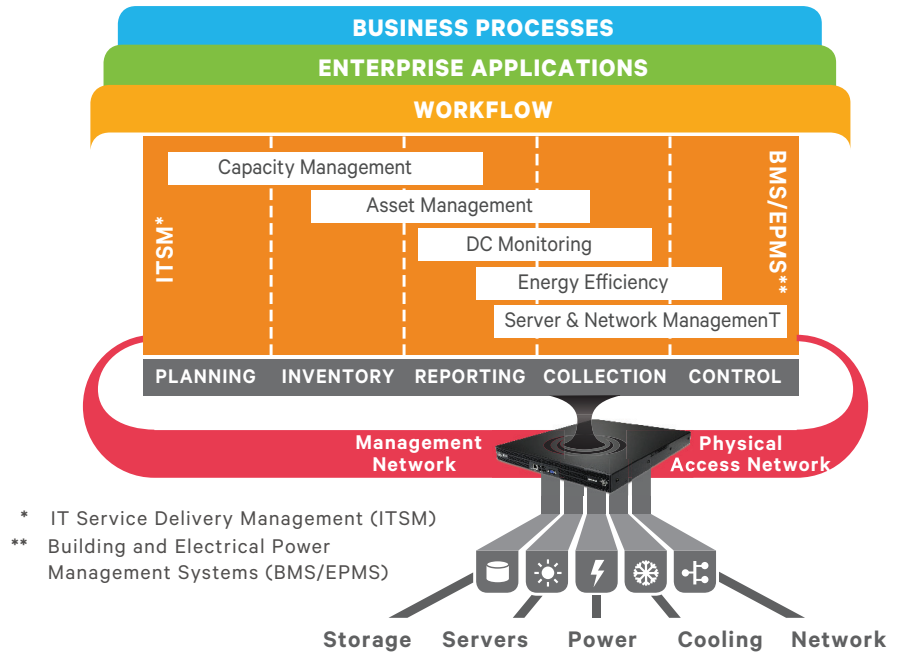 BUSINESS PROCESSES
ENTERPRISE APPLICATIONS
WORKFLOW
ITSM*
Capacity Management
Asset Management
DC Monitoring
Energy Efficiency
Server & Network ManagemenT
BMS/EPMS**
PLANNING INVENTORY REPORTING COLLECTION CONTROL
Management
Network
Physical
Access Network
* IT Service Delivery Management (ITSM)
** Building and Electrical Power
Management Systems (BMS/EPMS)
Storage Servers Power Cooling Network